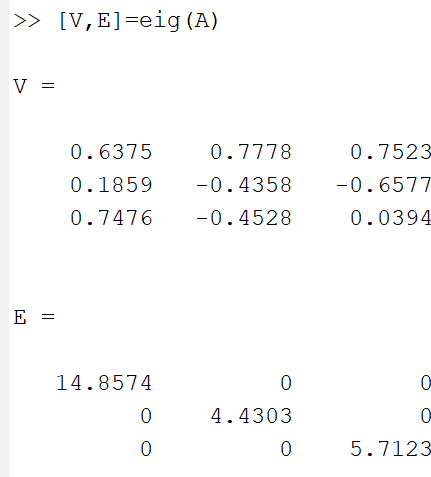 >> [V,E]=eig(A)
V =
0.6375 0.7778 0.7523
0.1859 -0.4358 -0.6577
0.7476 -0.4528 0.0394
E =
14.8574 0 0
0 4.4303 0
0 0 5.7123